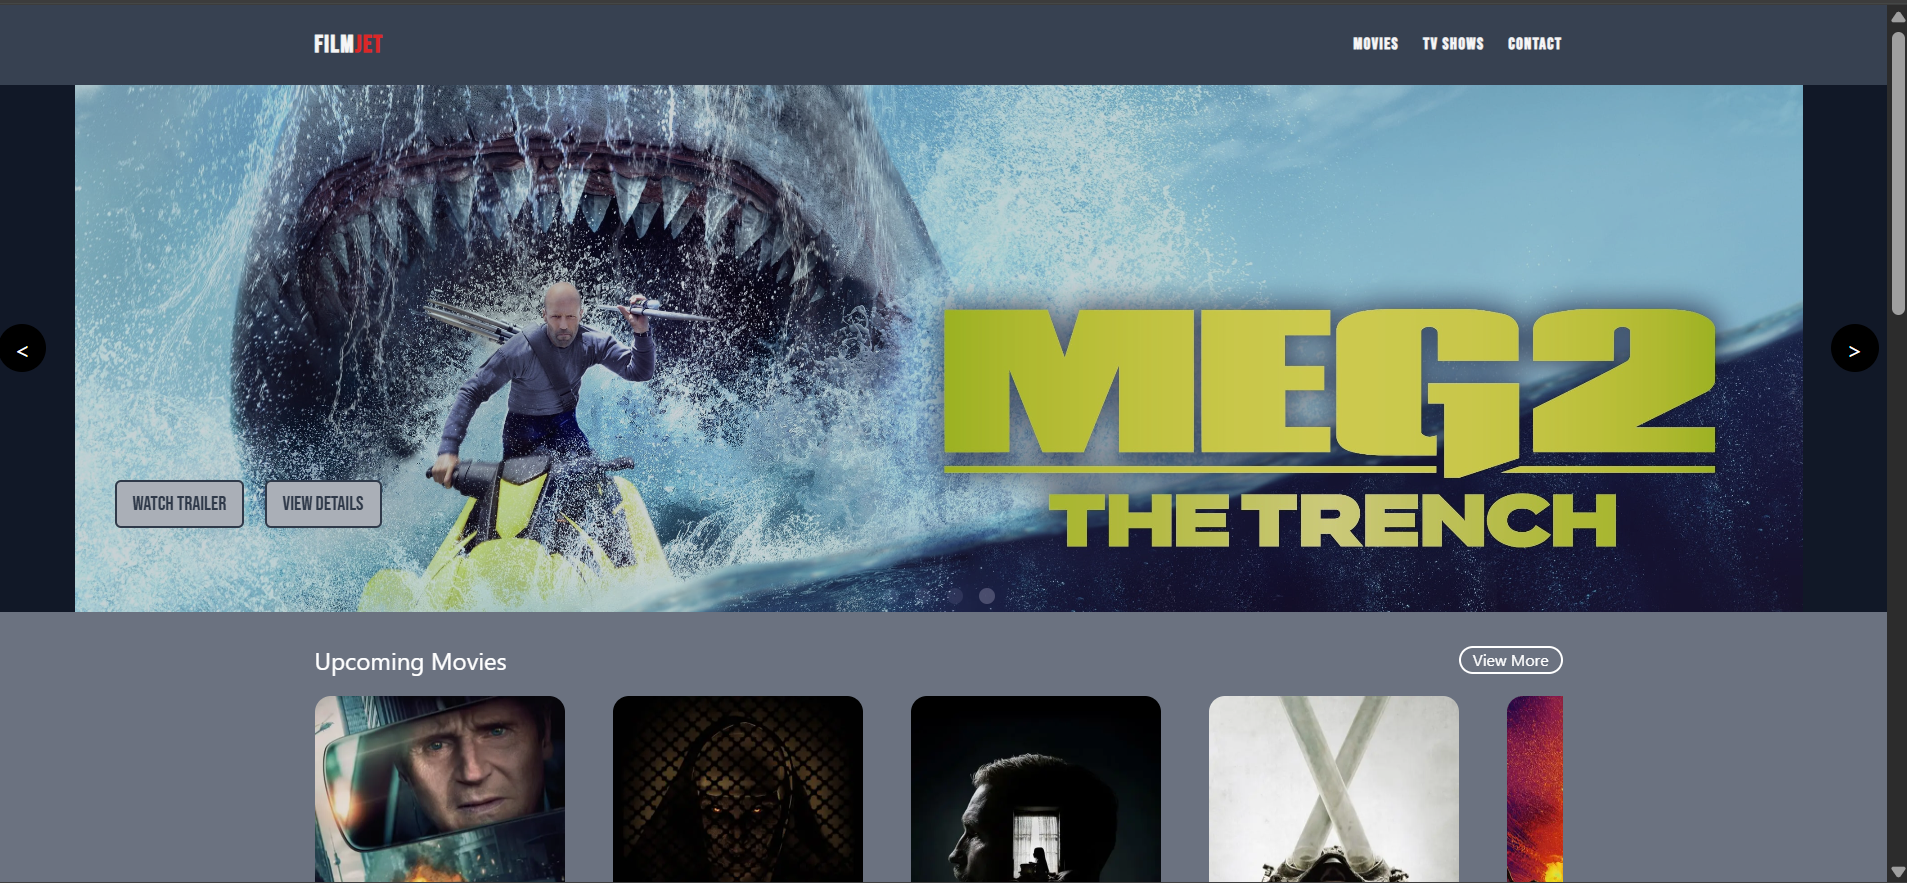 FILMJET
MOVIES TV SHOWS CONTACT
MEG2
THE TRENCH
<
>
WATCH TRAILER VIEW DETAILS
Upcoming Movies
View More